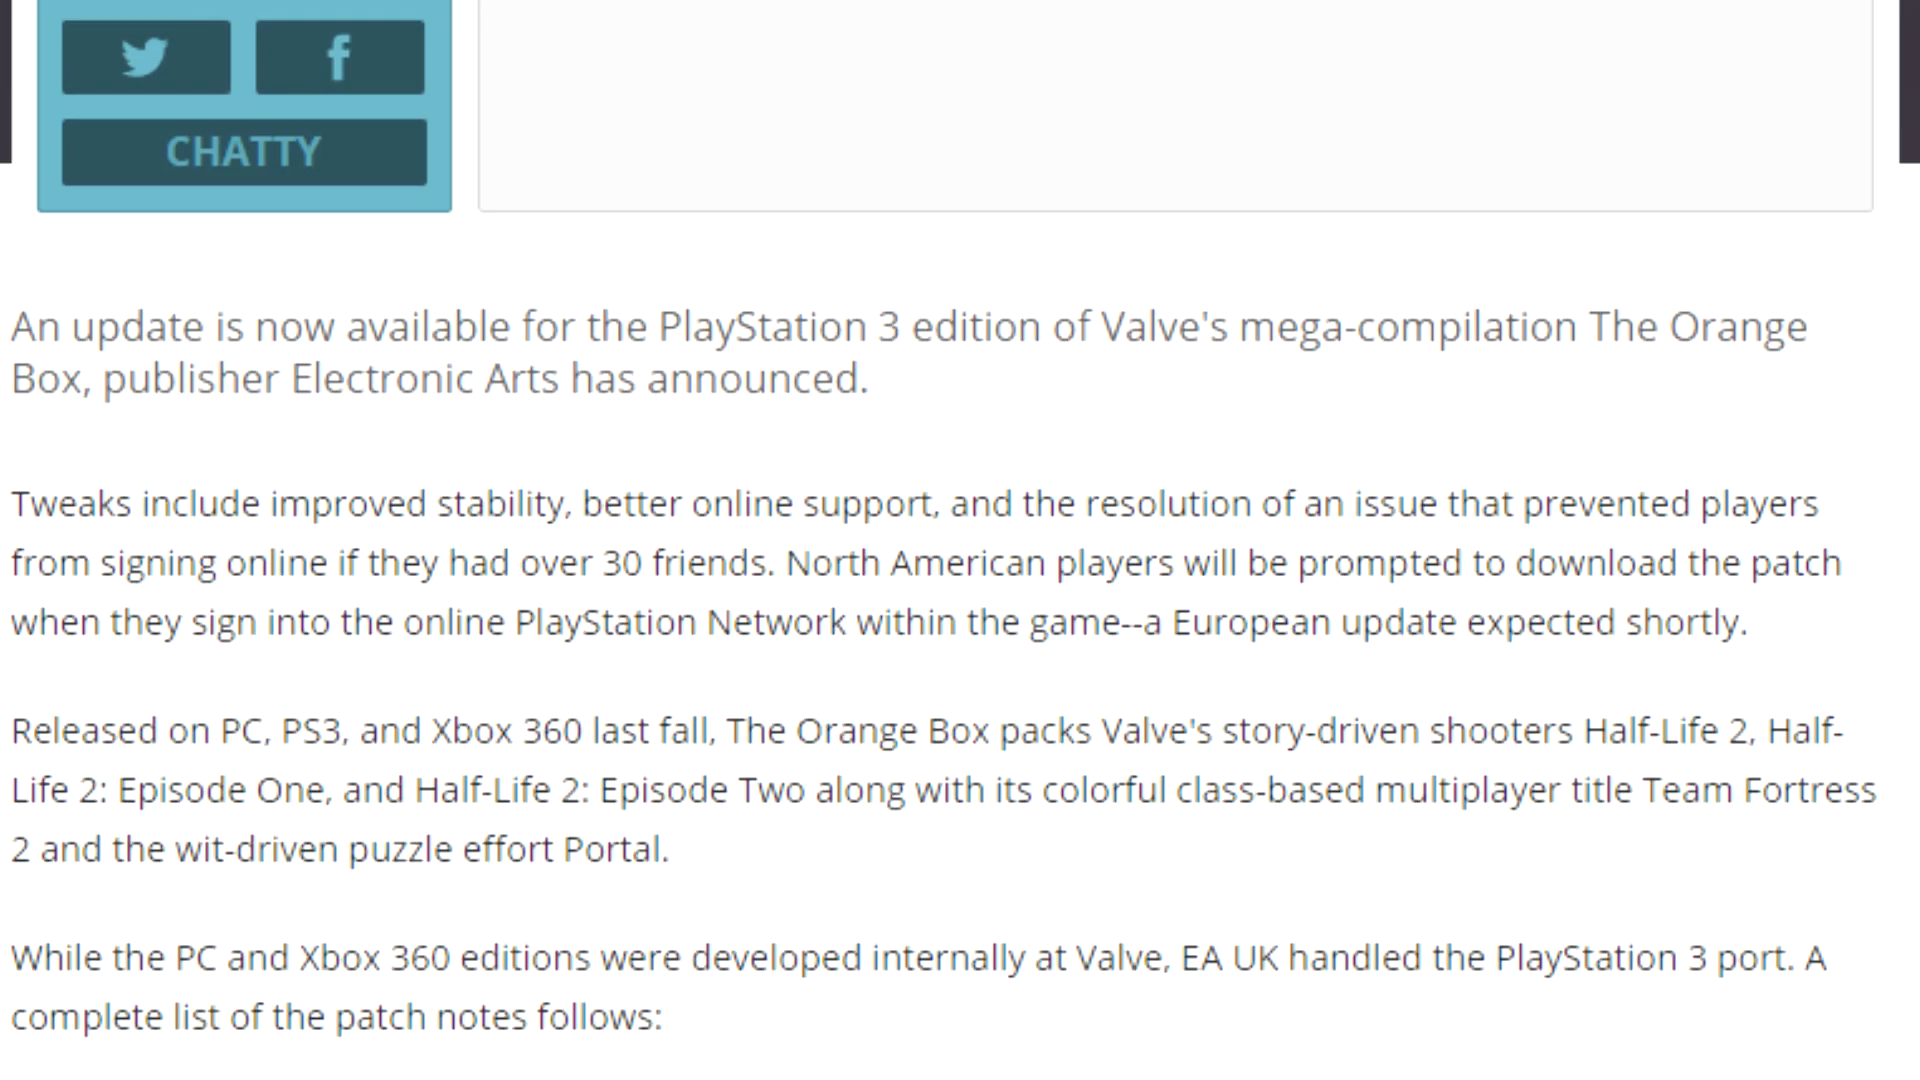 CHATTY
An update is now available for the PlayStation 3 edition of Valve's mega-compilation The Orange
Box, publisher Electronic Arts has announced.
Tweaks include improved stability, better online support, and the resolution of an issue that prevented players
from signing online if they had over 30 friends. North American players will be prompted to download the patch
when they sign into the online PlayStation Network within the game--a European update expected shortly.
Released on PC, PS3, and Xbox 360 last fall, The Orange Box packs Valve's story-driven shooters Half-Life 2, Half-
Life 2: Episode One, and Half-Life 2: Episode Two along with its colorful class-based multiplayer title Team Fortress
2 and the wit-driven puzzle effort Portal.
While the PC and Xbox 360 editions were developed internally at Valve, EA UK handled the PlayStation 3 port. A
complete list of the patch notes follows: